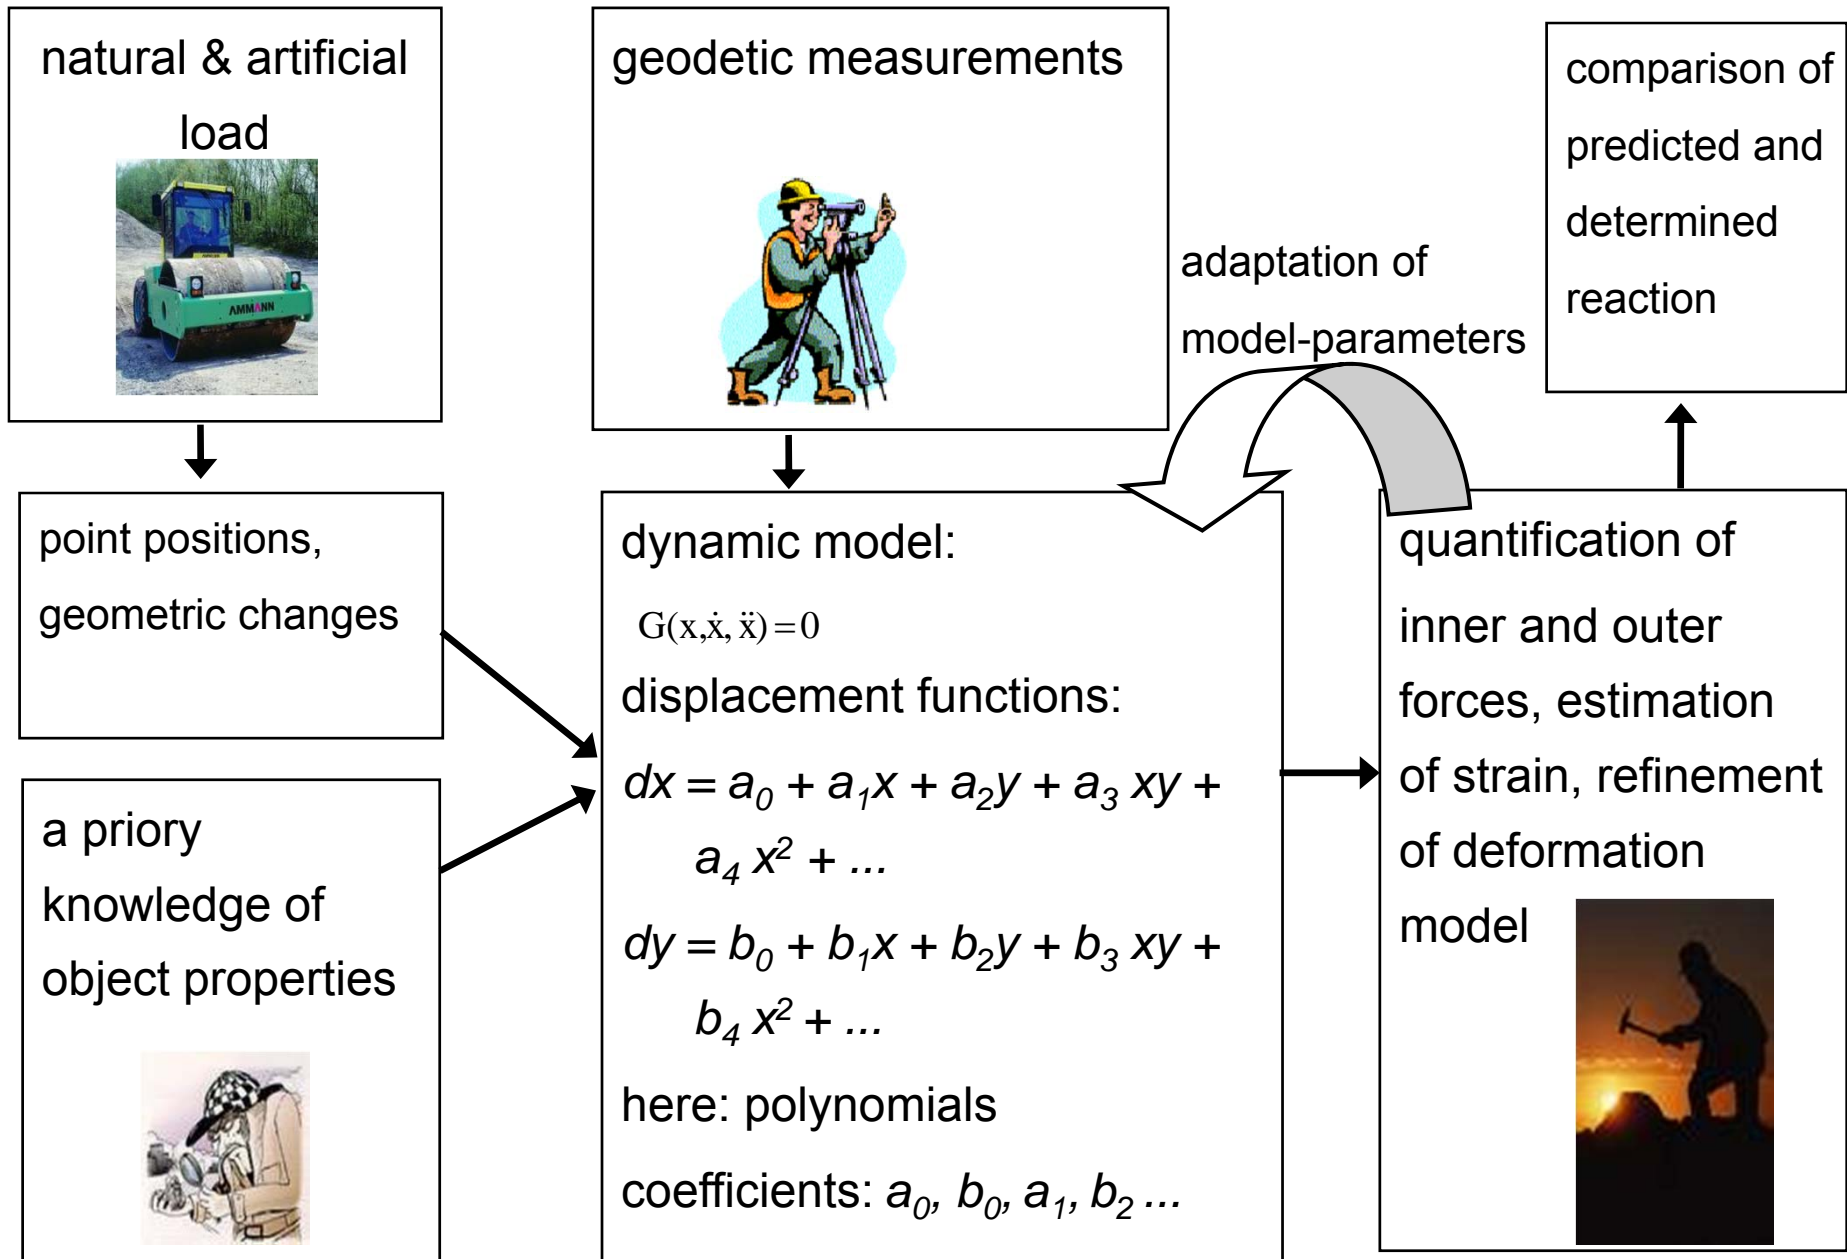 natural & artificial
load
AMMANN
geodetic measurements
comparison of
predicted and
determined
reaction
adaptation of
model-parameters
point positions,
geometric changes
a priory
knowledge of
object properties
dynamic model:
G(x,ẋ, ẍ)=0
displacement functions:
dx = a₀ + a₁x + a₂y + a₃ xy +
a₄ x² + ...
dy = b₀ + b₁x + b₂y + b₃ xy +
b₄ x² + ...
here: polynomials
coefficients: a₀, b₀, a₁, b₂ ...
quantification of
inner and outer
forces, estimation
of strain, refinement
of deformation
model